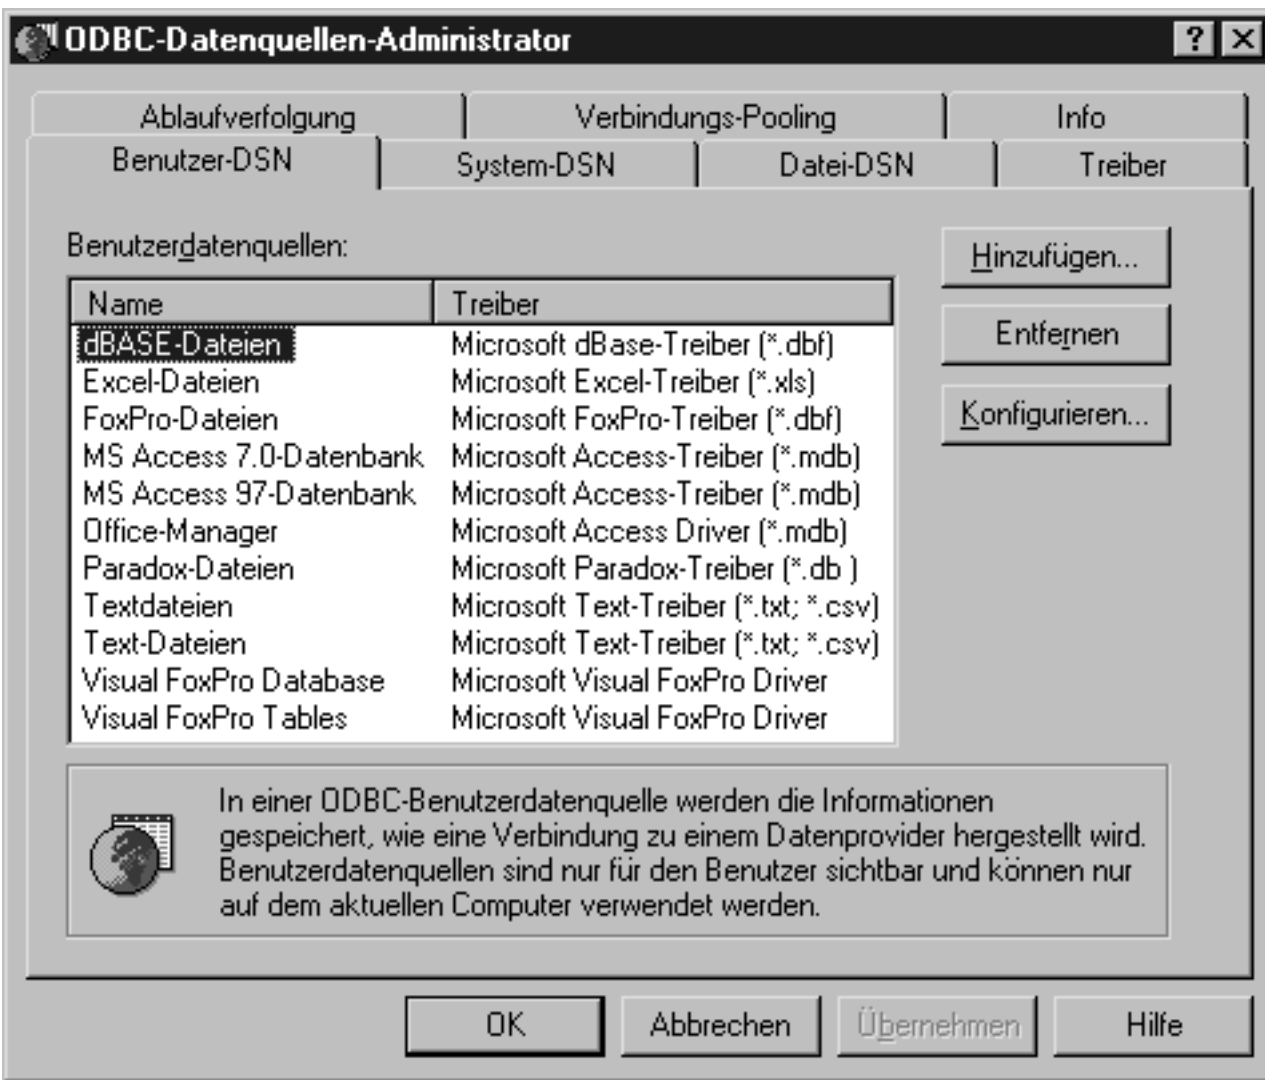 ODBC-Datenquellen-Administrator
Ablaufverfolgung Verbindungs-Pooling Info
Benutzer-DSN System-DSN Datei-DSN Treiber
Benutzerdatenquellen:
Hinzufügen...
Name Treiber
Entfernen
dBASE-Dateien Microsoft dBase-Treiber (*.dbf)
Excel-Dateien Microsoft Excel-Treiber (*.xls)
Konfigurieren...
FoxPro-Dateien Microsoft FoxPro-Treiber (*.dbf)
MS Access 7.0-Datenbank Microsoft Access-Treiber (*.mdb)
MS Access 97-Datenbank Microsoft Access-Treiber (*.mdb)
Office-Manager Microsoft Access Driver (*.mdb)
Paradox-Dateien Microsoft Paradox-Treiber (*.db )
Textdateien Microsoft Text-Treiber (*.txt; *.csv)
Text-Dateien Microsoft Text-Treiber (*.txt; *.csv)
Visual FoxPro Database Microsoft Visual FoxPro Driver
Visual FoxPro Tables Microsoft Visual FoxPro Driver
In einer ODBC-Benutzerdatenquelle werden die Informationen
gespeichert, wie eine Verbindung zu einem Datenprovider hergestellt wird.
Benutzerdatenquellen sind nur für den Benutzer sichtbar und können nur
auf dem aktuellen Computer verwendet werden.
OK Abbrechen Übernehmen Hilfe